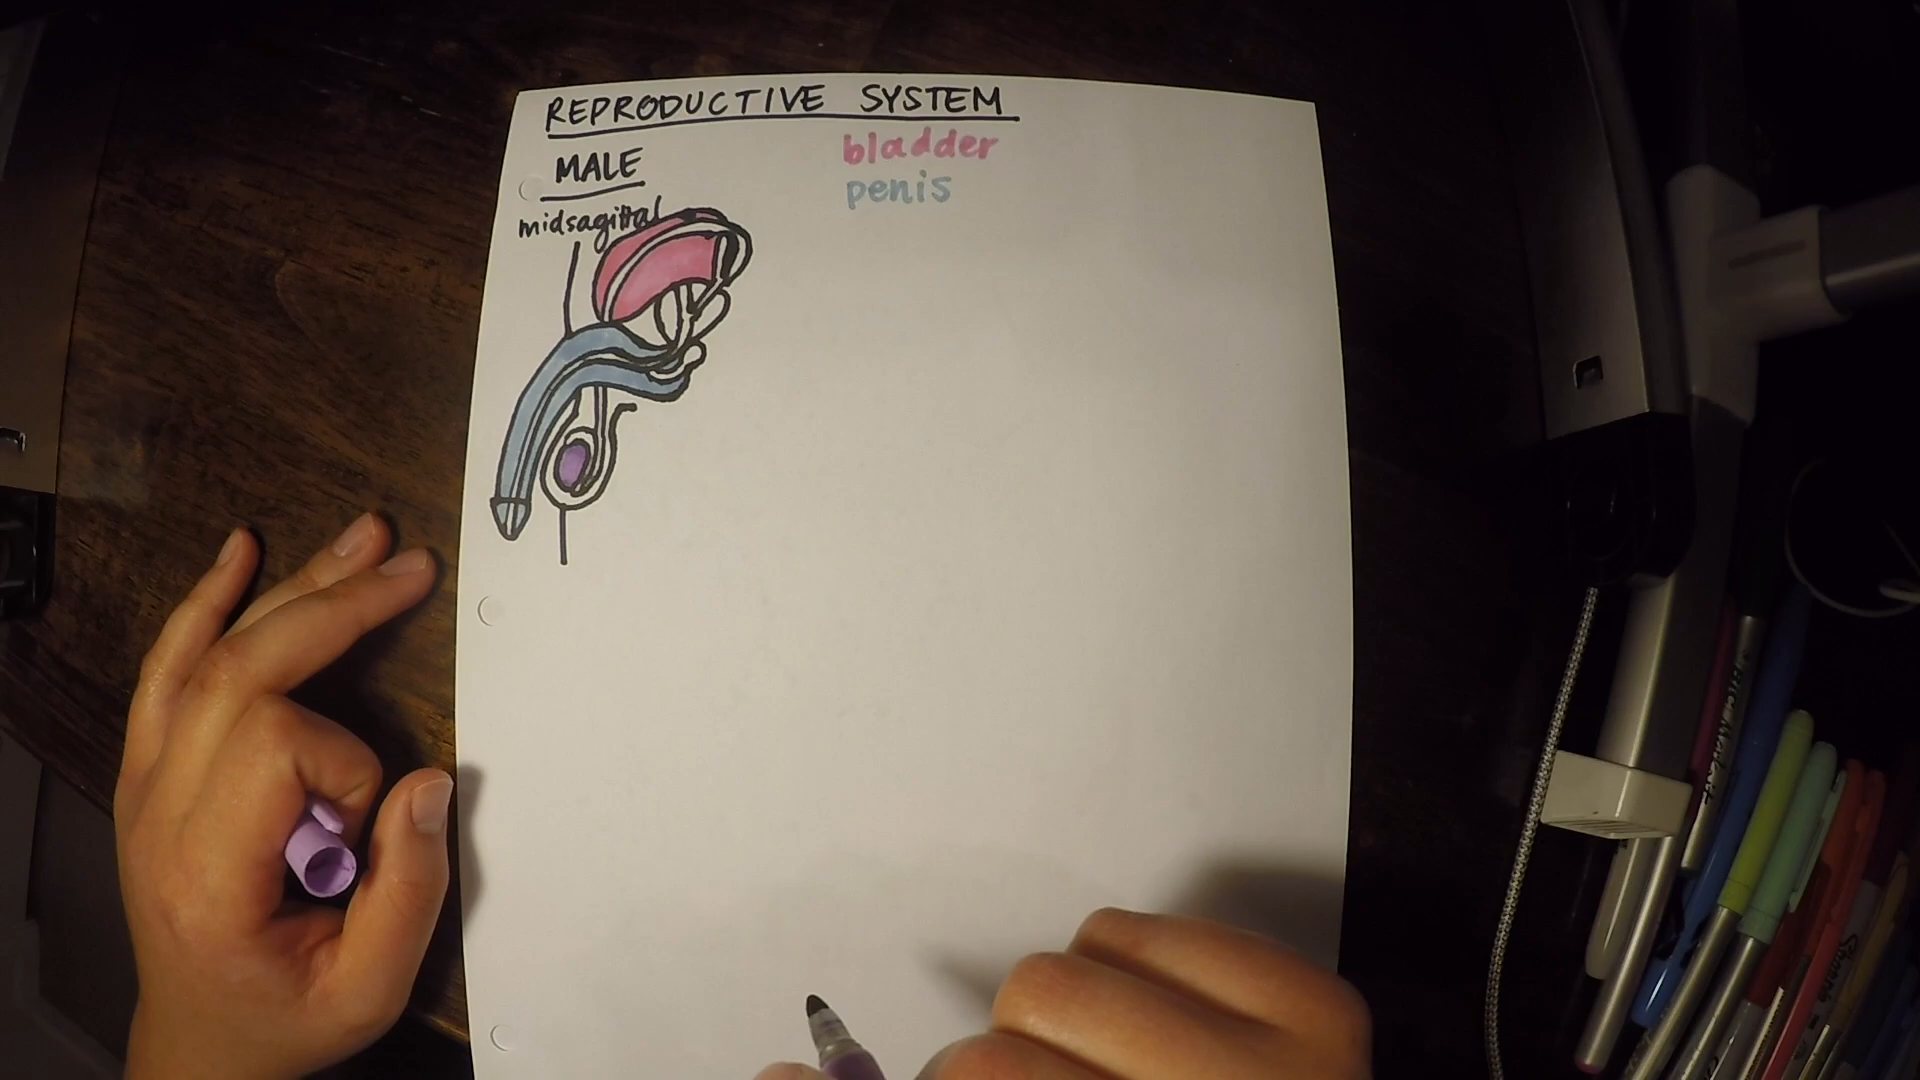 REPRODUCTIVE SYSTEM
MALE
midsagittal
bladder
penis